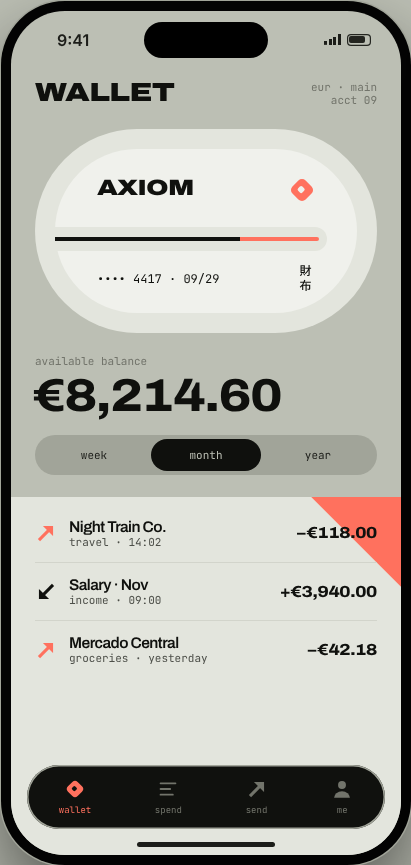 9:41
WALLET
eur · main
acct 09
AXIOM
•••• 4417 · 09/29
財
布
available balance
€8,214.60
week
month
year
Night Train Co.
–€118.00
travel · 14:02
Salary · Nov
+€3,940.00
income · 09:00
Mercado Central
–€42.18
groceries · yesterday
wallet
spend
send
me